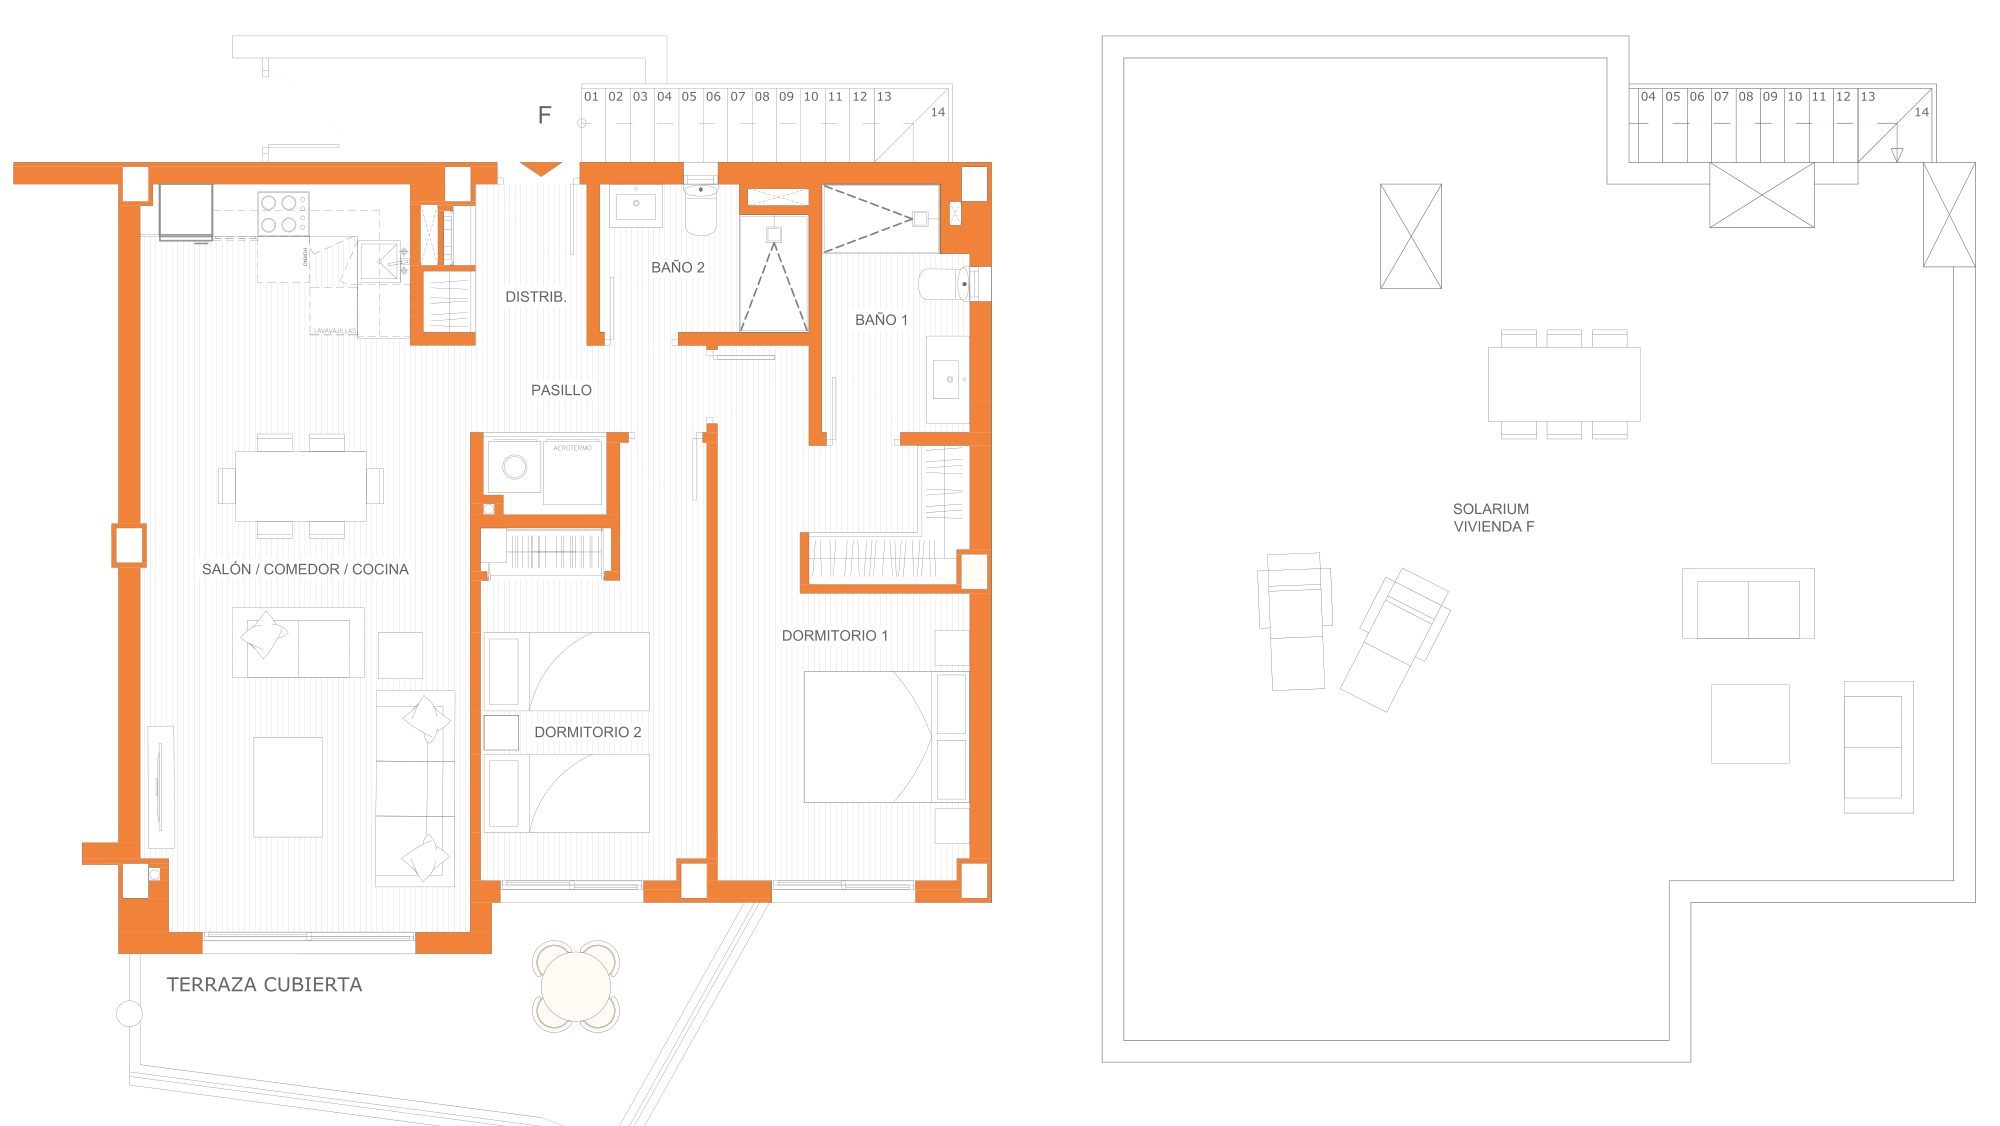 F
01 02 03 04 05 06 07 08 09 10 11 12 13
14
04 05 06 07 08 09 10 11 12 13
14
HORNO
LAVAVAJILLAS
DISTRIB.
BAÑO 2
BAÑO 1
PASILLO
AEROTERMO
SALÓN / COMEDOR / COCINA
DORMITORIO 1
DORMITORIO 2
TERRAZA CUBIERTA
SOLARIUM
VIVIENDA F